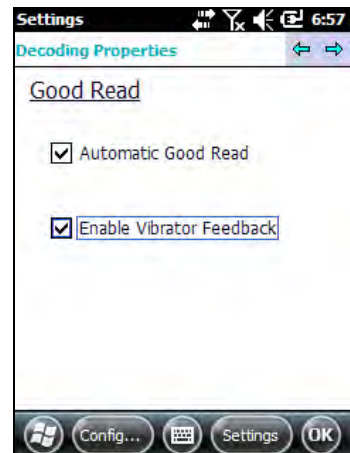 Settings 6:57
Decoding Properties
Good Read
Automatic Good Read
Enable Vibrator Feedback
Config... Settings OK